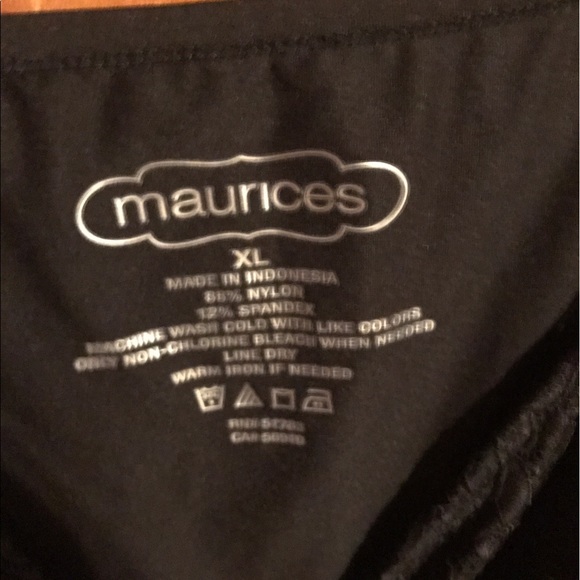 maurices
XL
MADE IN INDONESIA
88% NYLON
12% SPANDEX
MACHINE WASH COLD WITH LIKE COLORS
ONLY NON-CHLORINE BLEACH WHEN NEEDED
LINE DRY
WARM IRON IF NEEDED